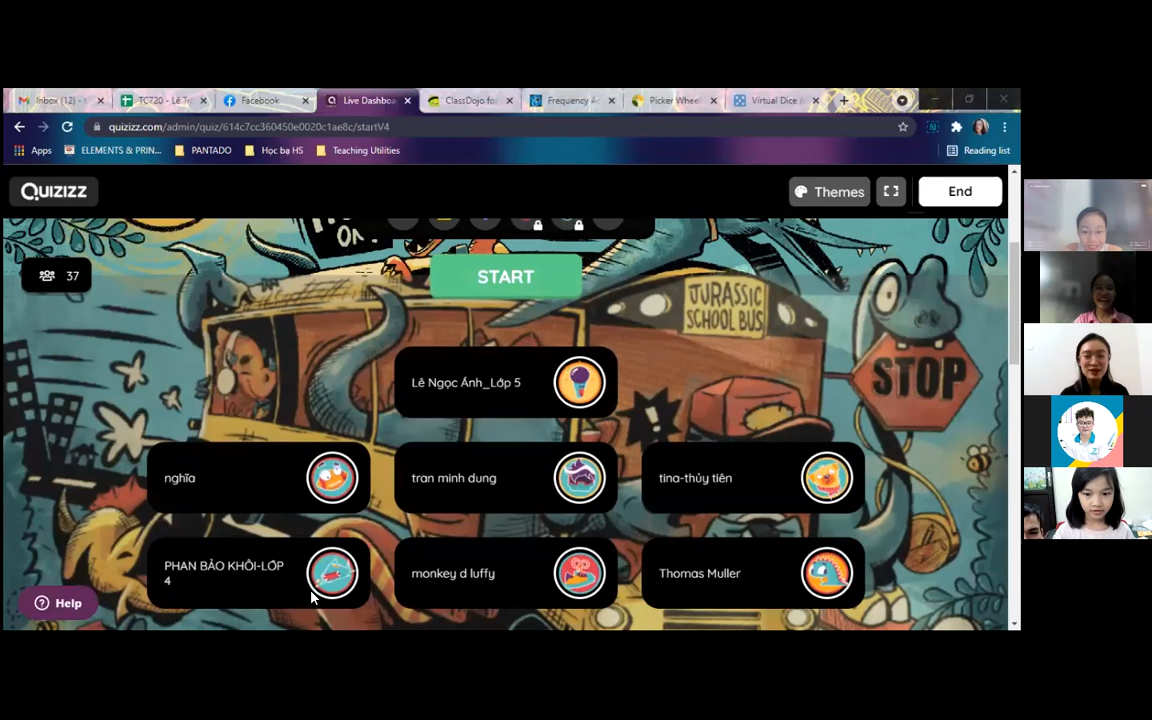 Inbox (12) - t
TC720 - Lê Tr
Facebook
Live Dashboa
ClassDojo for
Frequency A
Picker Wheel
Virtual Dice
quizizz.com/admin/quiz/614c7cc360450e0020c1ae8c/startV4
Apps
ELEMENTS & PRIN...
PANTADO
Học bạ HS
Teaching Utilities
Reading list
Quizizz
Themes
End
37
START
JURASSIC
SCHOOL BUS
STOP
Lê Ngọc Ánh_Lớp 5
nghĩa
tran minh dung
tina-thủy tiên
PHAN BẢO KHÔI-LỚP
4
monkey d luffy
Thomas Muller
Help